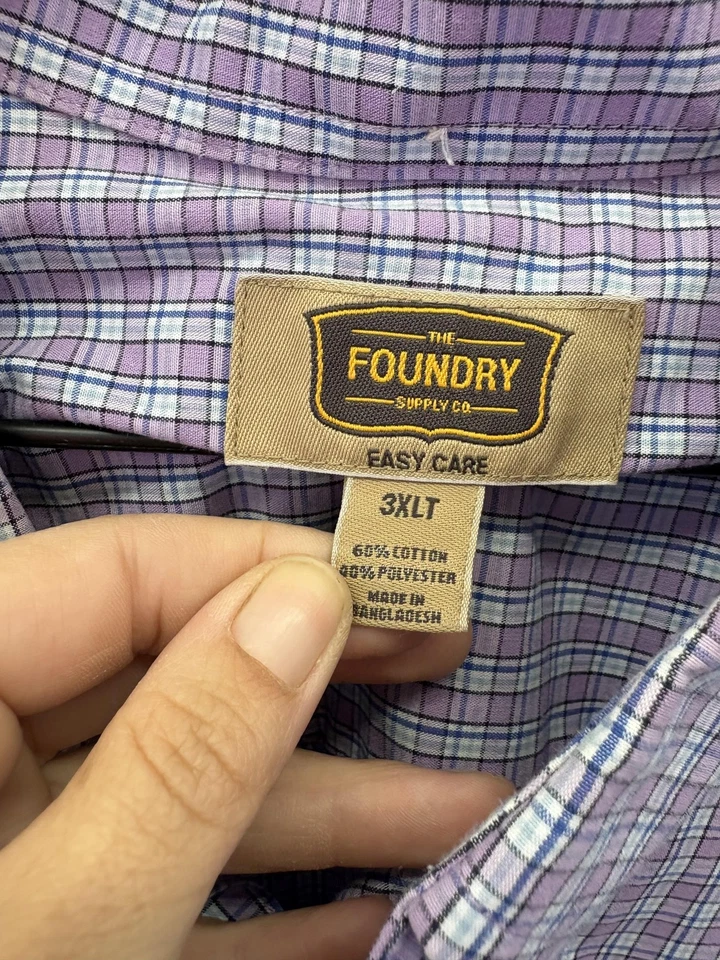 THE
FOUNDRY
SUPPLY CO.
EASY CARE
3XLT
60% COTTON
40% POLYESTER
MADE IN
BANGLADESH